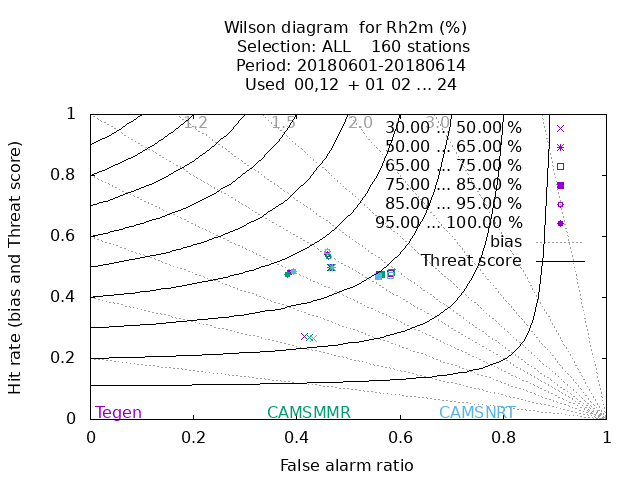 Wilson diagram  for Rh2m (%)
Selection: ALL    160 stations
Period: 20180601-20180614
Used  00,12  + 01 02 ... 24
Hit rate (bias and Threat score)
1
0.8
0.6
0.4
0.2
0
1.2 1.5 2.0 3.0
30.00 ... 50.00 %
50.00 ... 65.00 %
65.00 ... 75.00 %
75.00 ... 85.00 %
85.00 ... 95.00 %
95.00 ... 100.00 %
bias
Threat score
Tegen CAMSMMR CAMSNRT
0 0.2 0.4 0.6 0.8 1
False alarm ratio